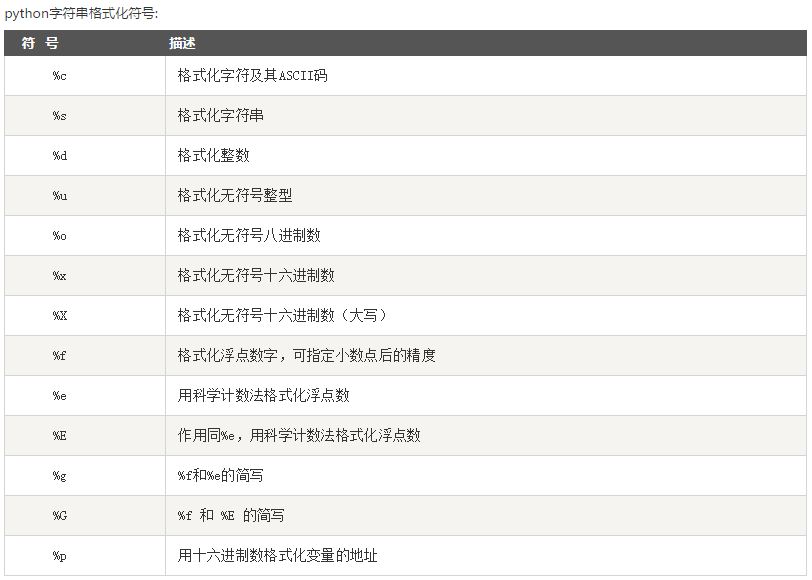 python字符串格式化符号:
符 号 描述
%c 格式化字符及其ASCII码
%s 格式化字符串
%d 格式化整数
%u 格式化无符号整型
%o 格式化无符号八进制数
%x 格式化无符号十六进制数
%X 格式化无符号十六进制数（大写）
%f 格式化浮点数字，可指定小数点后的精度
%e 用科学计数法格式化浮点数
%E 作用同%e，用科学计数法格式化浮点数
%g %f和%e的简写
%G %f 和 %E 的简写
%p 用十六进制数格式化变量的地址